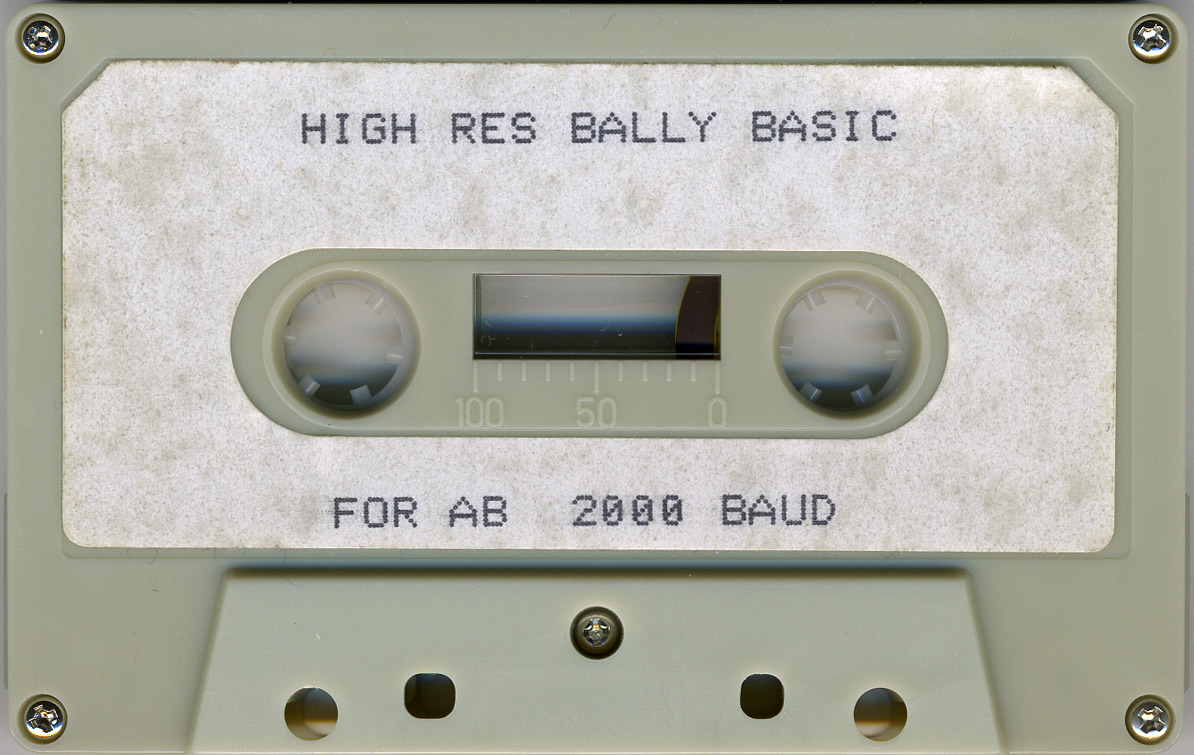 HIGH RES BALLY BASIC
100 50 0
FOR AB 2000 BAUD